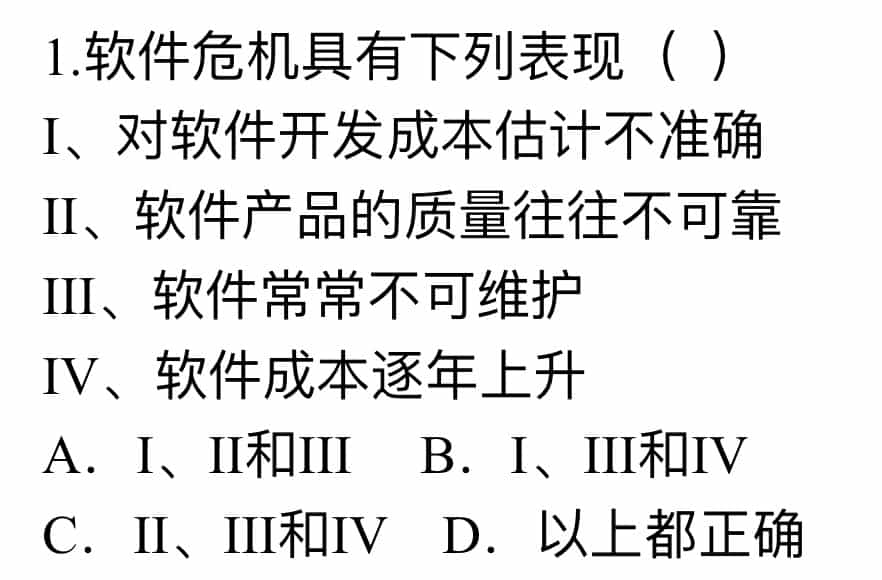 1.软件危机具有下列表现（ ）
I、对软件开发成本估计不准确
II、软件产品的质量往往不可靠
III、软件常常不可维护
IV、软件成本逐年上升
A．I、II和III B．I、III和IV
C．II、III和IV D．以上都正确